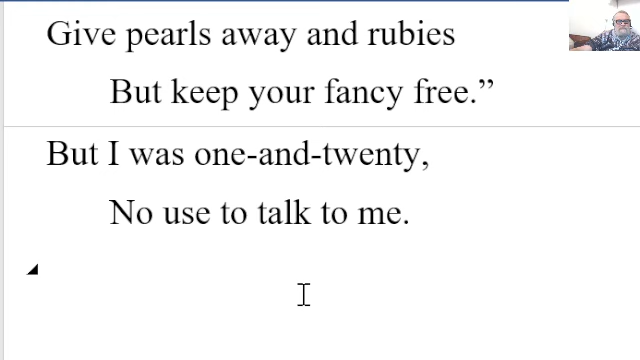 Give pearls away and rubies
But keep your fancy free.”
But I was one-and-twenty,
No use to talk to me.